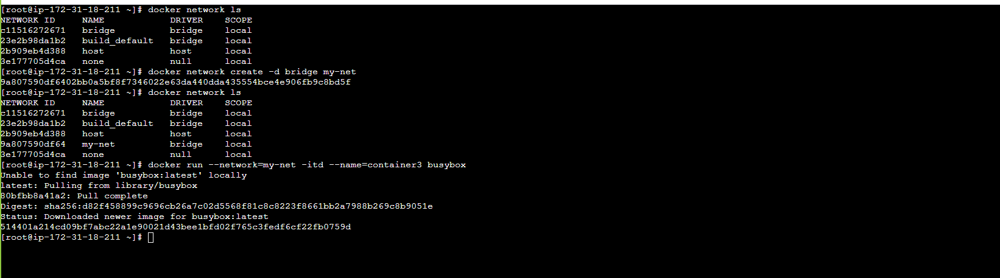 [root@ip-172-31-18-211 ~]# docker network ls
NETWORK ID     NAME            DRIVER    SCOPE
c11516272671   bridge          bridge    local
23e2b98da1b2   build_default   bridge    local
2b909eb4d388   host            host      local
3e177705d4ca   none            null      local
[root@ip-172-31-18-211 ~]# docker network create -d bridge my-net
9a807590df6402bb0a5bf8f7346022e63da440dda435554bce4e906fb9c8bd5f
[root@ip-172-31-18-211 ~]# docker network ls
NETWORK ID     NAME            DRIVER    SCOPE
c11516272671   bridge          bridge    local
23e2b98da1b2   build_default   bridge    local
2b909eb4d388   host            host      local
9a807590df64   my-net          bridge    local
3e177705d4ca   none            null      local
[root@ip-172-31-18-211 ~]# docker run --network=my-net -itd --name=container3 busybox
Unable to find image 'busybox:latest' locally
latest: Pulling from library/busybox
80bfbb8a41a2: Pull complete
Digest: sha256:d82f458899c9696cb26a7c02d5568f81c8c8223f8661bb2a7988b269c8b9051e
Status: Downloaded newer image for busybox:latest
514401a214cd09bf7abc22a1e90021d43bee1bfd02f765c3fedf6cf22fb0759d
[root@ip-172-31-18-211 ~]#